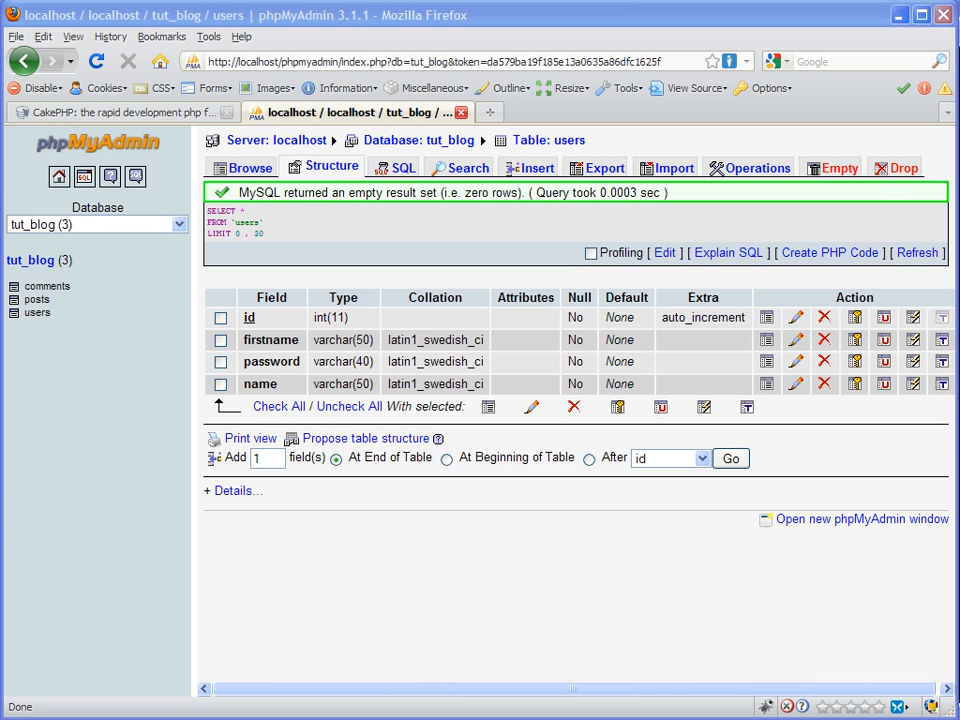 localhost / localhost / tut_blog / users | phpMyAdmin 3.1.1 - Mozilla Firefox
File Edit View History Bookmarks Tools Help
http://localhost/phpmyadmin/index.php?db=tut_blog&token=da579ba19f185e13a0635a86dfc1625f Google
Disable Cookies CSS Forms Images Information Miscellaneous Outline Resize Tools View Source Options
CakePHP: the rapid development php f... localhost / localhost / tut_blog / ...
phpMyAdmin
Database
tut_blog (3)
tut_blog (3)
comments
posts
users
Server: localhost Database: tut_blog Table: users
Browse Structure SQL Search Insert Export Import Operations Empty Drop
MySQL returned an empty result set (i.e. zero rows). ( Query took 0.0003 sec )
SELECT *
FROM `users`
LIMIT 0 , 30
Profiling [ Edit ] [ Explain SQL ] [ Create PHP Code ] [ Refresh ]
Field Type Collation Attributes Null Default Extra Action
id int(11) No None auto_increment
firstname varchar(50) latin1_swedish_ci No None
password varchar(40) latin1_swedish_ci No None
name varchar(50) latin1_swedish_ci No None
Check All / Uncheck All With selected:
Print view Propose table structure
Add 1 field(s) At End of Table At Beginning of Table After id Go
+ Details...
Open new phpMyAdmin window
Done